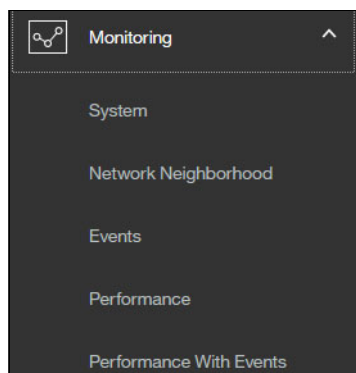 Monitoring
System
Network Neighborhood
Events
Performance
Performance With Events